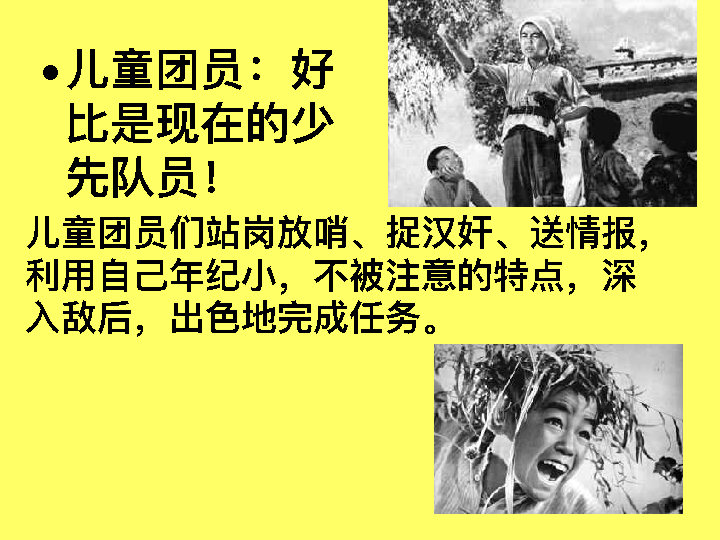 •儿童团员：好
比是现在的少
先队员！
儿童团员们站岗放哨、捉汉奸、送情报，
利用自己年纪小，不被注意的特点，深
入敌后，出色地完成任务。